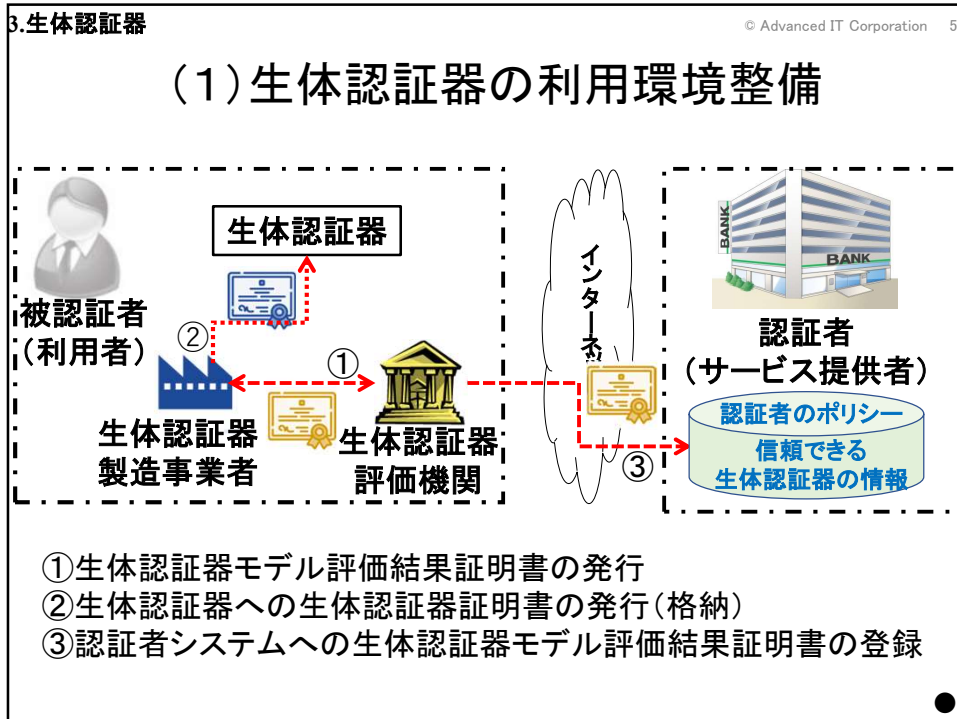 3.生体認証器
© Advanced IT Corporation 5
(1)生体認証器の利用環境整備
生体認証器
被認証者
(利用者)
②
①
生体認証器
製造事業者
生体認証器
評価機関
インターネ
③
BANK
BANK
認証者
(サービス提供者)
認証者のポリシー
信頼できる
生体認証器の情報
①生体認証器モデル評価結果証明書の発行
②生体認証器への生体認証器証明書の発行(格納)
③認証者システムへの生体認証器モデル評価結果証明書の登録